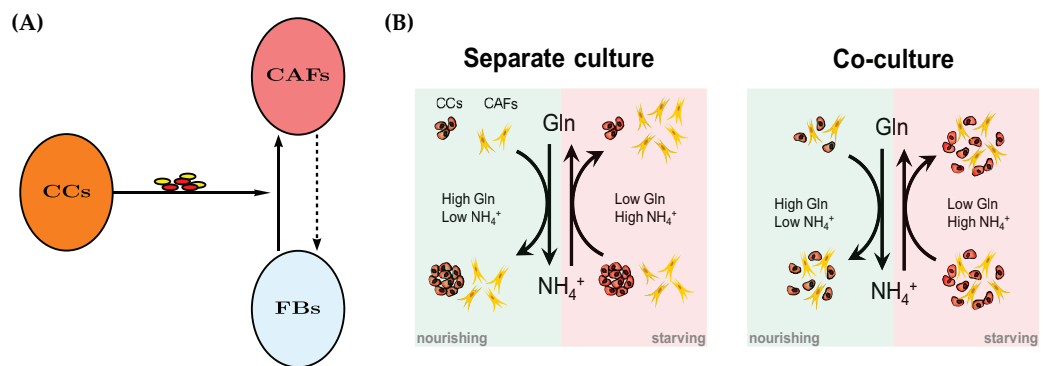 (A)
CAFs
CCs
FBs
(B)
Separate culture
CCs
CAFs
Gln
High Gln
Low NH₄⁺
Low Gln
High NH₄⁺
NH₄⁺
nourishing
starving
Co-culture
Gln
High Gln
Low NH₄⁺
Low Gln
High NH₄⁺
NH₄⁺
nourishing
starving